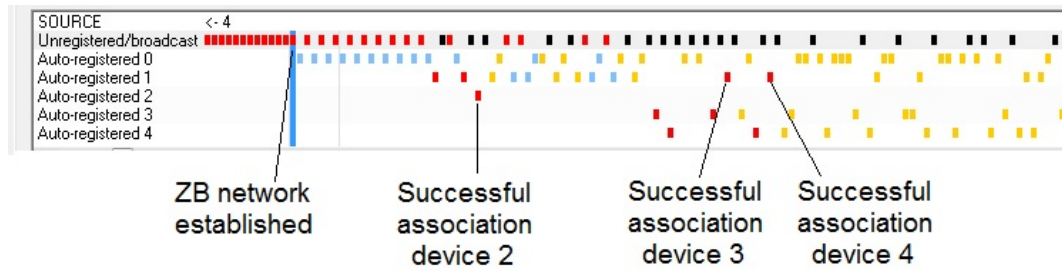 SOURCE <- 4
Unregistered/broadcast
Auto-registered 0
Auto-registered 1
Auto-registered 2
Auto-registered 3
Auto-registered 4
ZB network
established
Successful
association
device 2
Successful
association
device 3
Successful
association
device 4